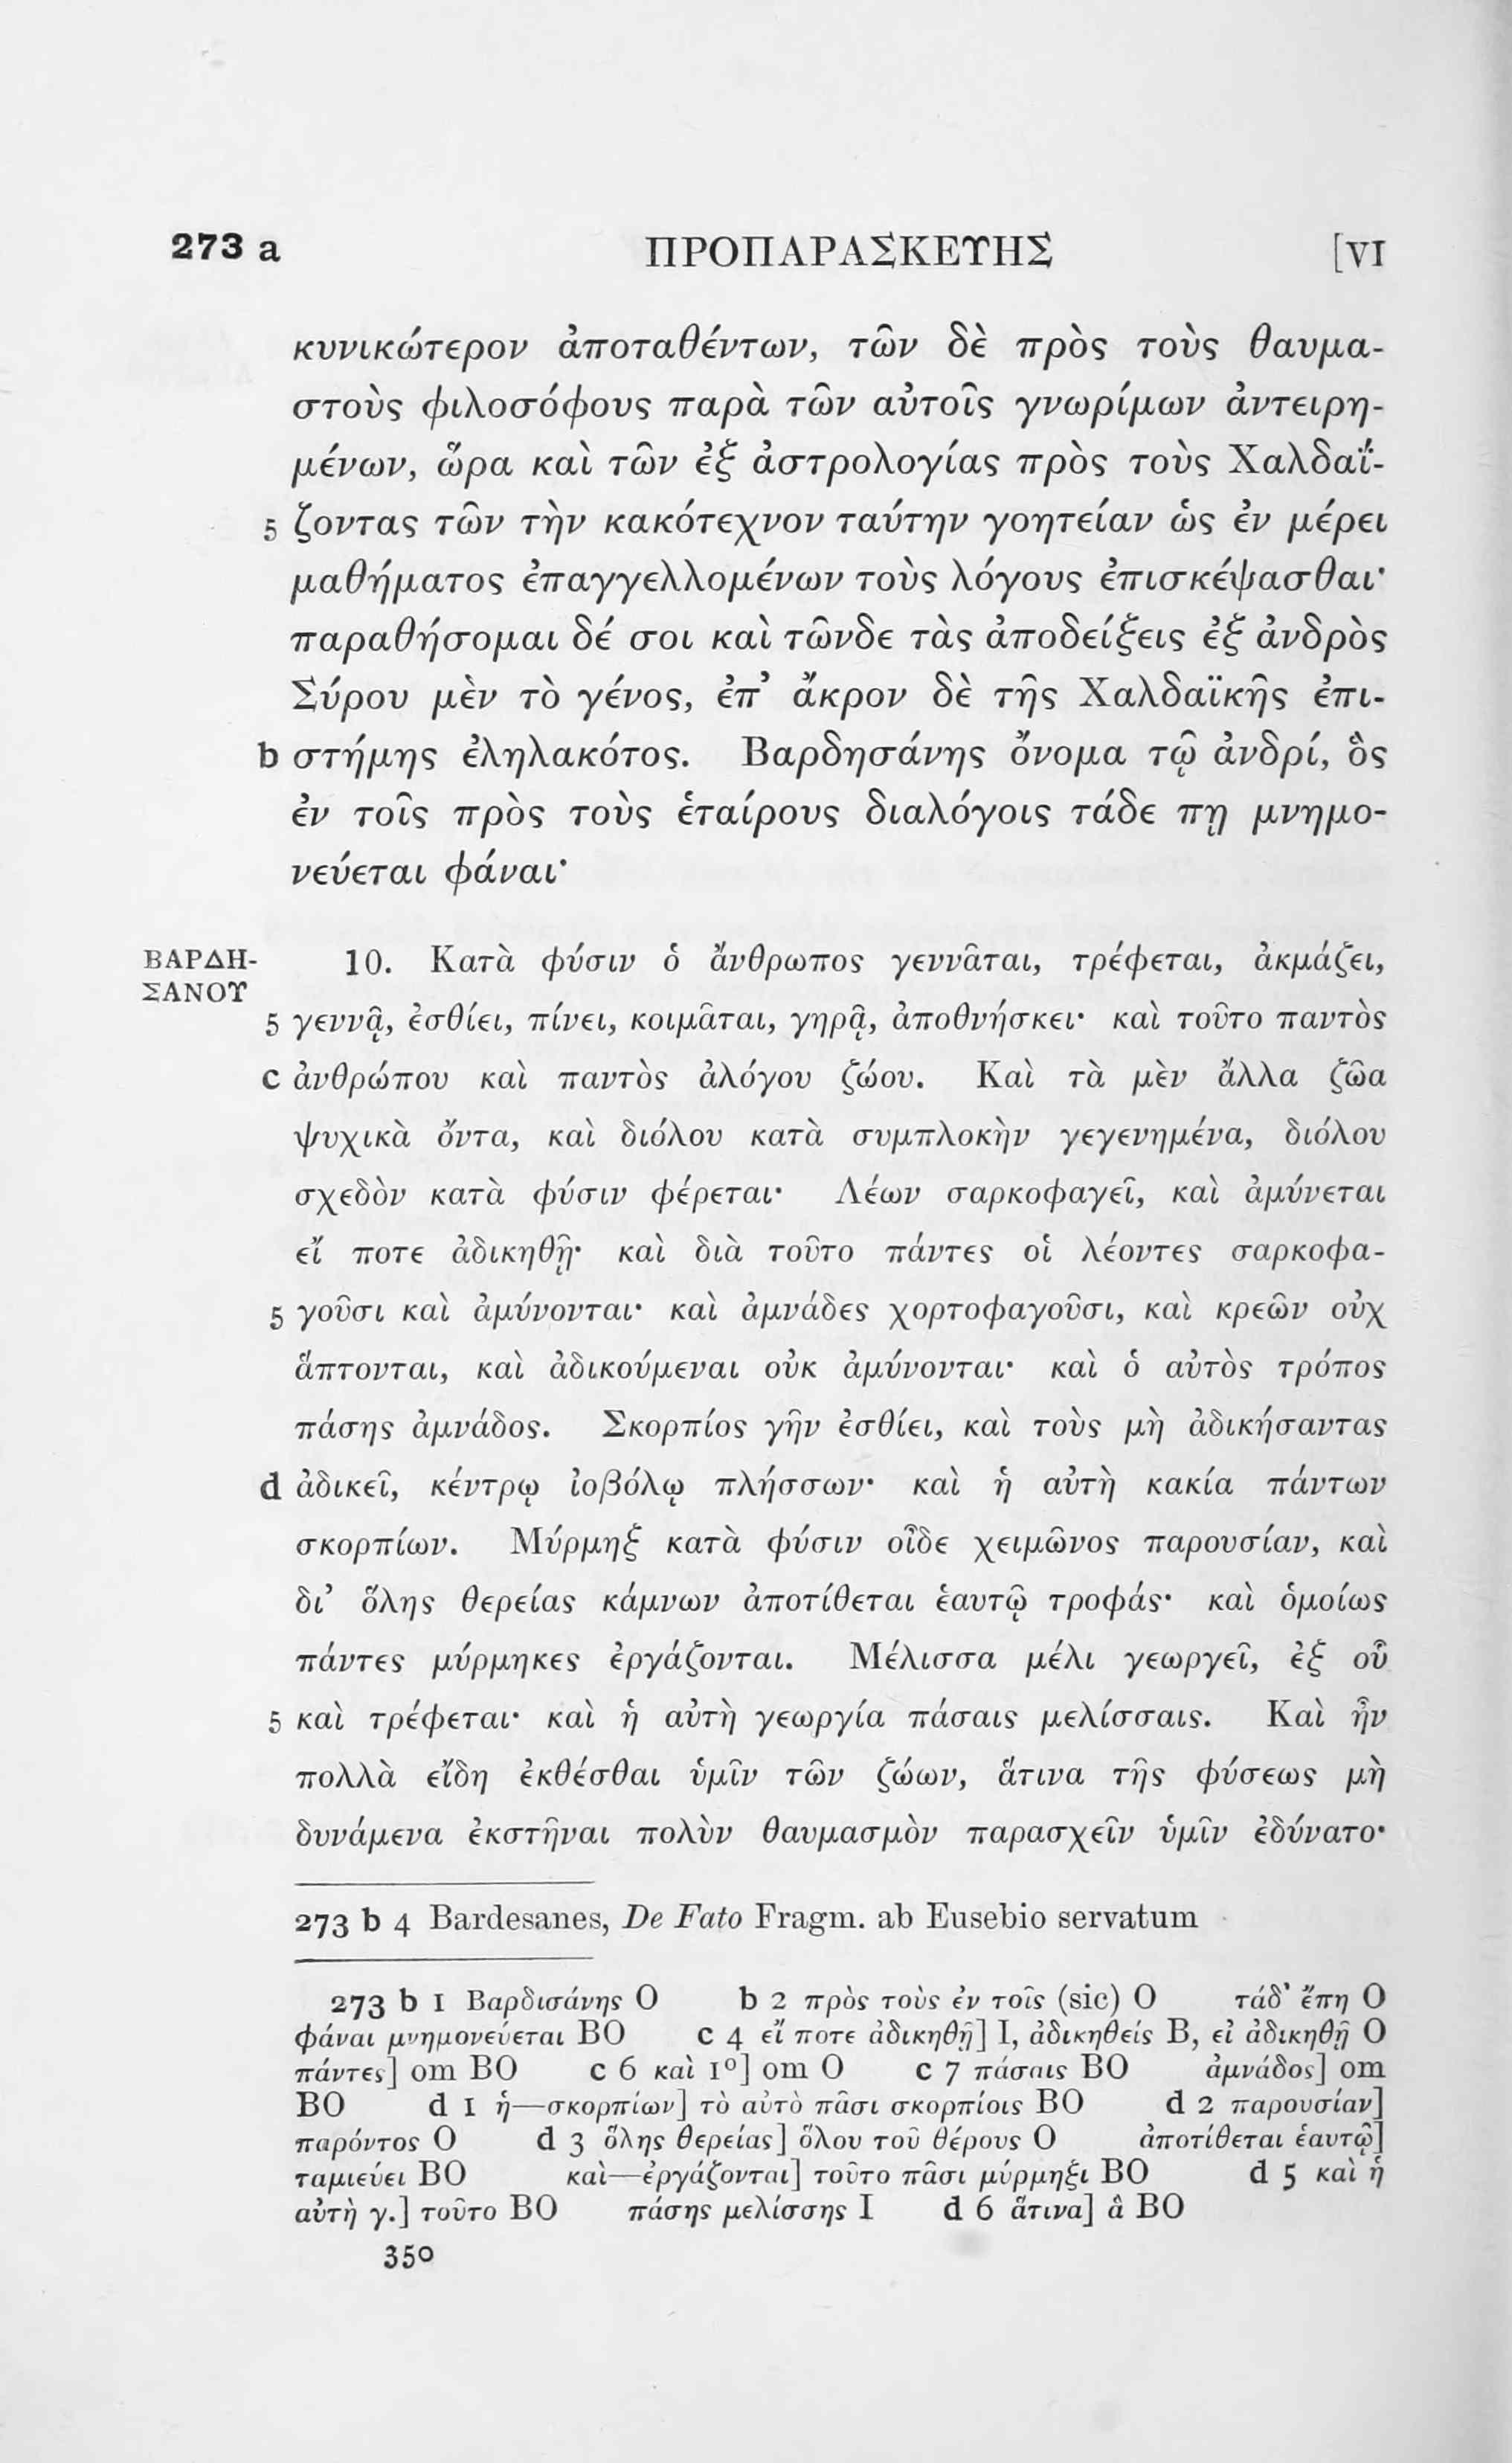 273 a ΠΡΟΠΑΡΑΣΚΕΥΗΣ [VI
κυνικώτερον ἀποταθέντων, τῶν δὲ πρὸς τοὺς θαυμα-
στοὺς φιλοσόφους παρὰ τῶν αὐτοῖς γνωρίμων ἀντειρη-
μένων, ὥρα καὶ τῶν ἐξ ἀστρολογίας πρὸς τοὺς Χαλδαΐ-
5 ζοντας τῶν τὴν κακότεχνον ταύτην γοητείαν ὡς ἐν μέρει
μαθήματος ἐπαγγελλομένων τοὺς λόγους ἐπισκέψασθαι·
παραθήσομαι δέ σοι καὶ τῶνδε τὰς ἀποδείξεις ἐξ ἀνδρὸς
Σύρου μὲν τὸ γένος, ἐπ’ ἄκρον δὲ τῆς Χαλδαϊκῆς ἐπι-
b στήμης ἐληλακότος. Βαρδησάνης ὄνομα τῷ ἀνδρί, ὃς
ἐν τοῖς πρὸς τοὺς ἑταίρους διαλόγοις τάδε πῃ μνημο-
νεύεται φάναι·
ΒΑΡΔΗ- 10. Κατὰ φύσιν ὁ ἄνθρωπος γεννᾶται, τρέφεται, ἀκμάζει,
ΣΑΝΟΥ
5 γεννᾷ, ἐσθίει, πίνει, κοιμᾶται, γηρᾷ, ἀποθνήσκει· καὶ τοῦτο παντὸς
c ἀνθρώπου καὶ παντὸς ἀλόγου ζώου. Καὶ τὰ μὲν ἄλλα ζῶα
ψυχικὰ ὄντα, καὶ διόλου κατὰ συμπλοκὴν γεγενημένα, διόλου
σχεδὸν κατὰ φύσιν φέρεται· Λέων σαρκοφαγεῖ, καὶ ἀμύνεται
εἴ ποτε ἀδικηθῇ· καὶ διὰ τοῦτο πάντες οἱ λέοντες σαρκοφα-
5 γοῦσι καὶ ἀμύνονται· καὶ ἀμνάδες χορτοφαγοῦσι, καὶ κρεῶν οὐχ
ἅπτονται, καὶ ἀδικούμεναι οὐκ ἀμύνονται· καὶ ὁ αὐτὸς τρόπος
πάσης ἀμνάδος. Σκορπίος γῆν ἐσθίει, καὶ τοὺς μὴ ἀδικήσαντας
d ἀδικεῖ, κέντρῳ ἰοβόλῳ πλήσσων· καὶ ἡ αὐτὴ κακία πάντων
σκορπίων. Μύρμηξ κατὰ φύσιν οἶδε χειμῶνος παρουσίαν, καὶ
δι’ ὅλης θερείας κάμνων ἀποτίθεται ἑαυτῷ τροφάς· καὶ ὁμοίως
πάντες μύρμηκες ἐργάζονται. Μέλισσα μέλι γεωργεῖ, ἐξ οὗ
5 καὶ τρέφεται· καὶ ἡ αὐτὴ γεωργία πάσαις μελίσσαις. Καὶ ἦν
πολλὰ εἴδη ἐκθέσθαι ὑμῖν τῶν ζώων, ἅτινα τῆς φύσεως μὴ
δυνάμενα ἐκστῆναι πολὺν θαυμασμὸν παρασχεῖν ὑμῖν ἐδύνατο·
273 b 4 Bardesanes, De Fato Fragm. ab Eusebio servatum
273 b 1 Βαρδισάνης O b 2 πρὸς τοὺς ἐν τοῖς (sic) O τάδ’ ἔπη O
φάναι μνημονεύεται BO c 4 εἴ ποτε ἀδικηθῇ] I, ἀδικηθείς B, εἰ ἀδικηθῇ O
πάντες] om BO c 6 καὶ 1º] om O c 7 πάσαις BO ἀμνάδος] om
BO d 1 ἡ—σκορπίων] τὸ αὐτὸ πᾶσι σκορπίοις BO d 2 παρουσίαν]
παρόντος O d 3 ὅλης θερείας] ὅλου τοῦ θέρους O ἀποτίθεται ἑαυτῷ]
ταμιεύει BO καὶ—ἐργάζονται] τοῦτο πᾶσι μύρμηξι BO d 5 καὶ ἡ
αὐτὴ γ.] τοῦτο BO πάσης μελίσσης I d 6 ἅτινα] ἃ BO
350